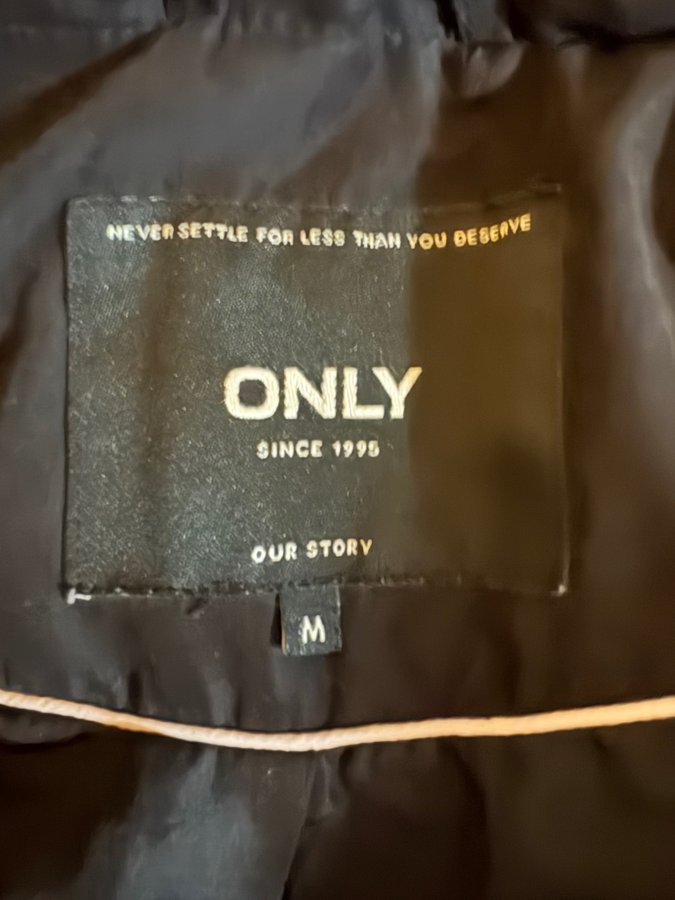 NEVER SETTLE FOR LESS THAN YOU DESERVE
ONLY
SINCE 1995
OUR STORY
M